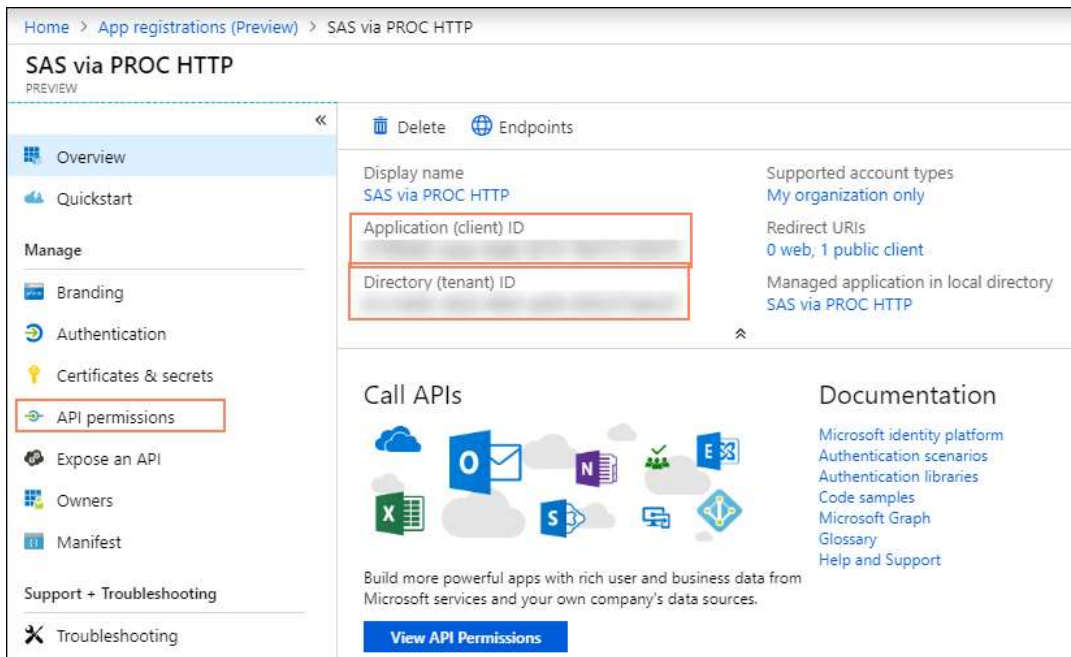 Home > App registrations (Preview) > SAS via PROC HTTP
SAS via PROC HTTP
PREVIEW
«
Overview
Quickstart
Manage
Branding
Authentication
Certificates & secrets
API permissions
Expose an API
Owners
Manifest
Support + Troubleshooting
Troubleshooting
Delete
Endpoints
Display name
SAS via PROC HTTP
Application (client) ID
Directory (tenant) ID
Supported account types
My organization only
Redirect URIs
0 web, 1 public client
Managed application in local directory
SAS via PROC HTTP
Call APIs
O
N
E
X
S
Build more powerful apps with rich user and business data from
Microsoft services and your own company's data sources.
View API Permissions
Documentation
Microsoft identity platform
Authentication scenarios
Authentication libraries
Code samples
Microsoft Graph
Glossary
Help and Support